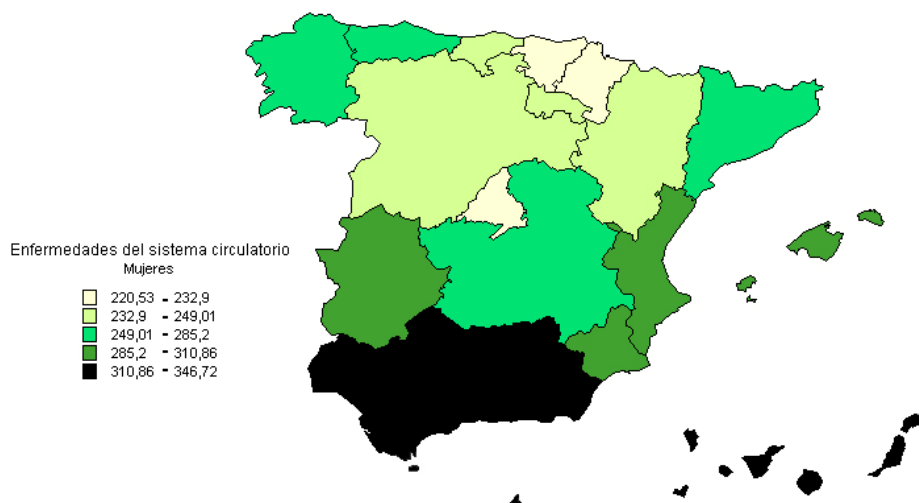 Enfermedades del sistema circulatorio
Mujeres
220,53 - 232,9
232,9 - 249,01
249,01 - 285,2
285,2 - 310,86
310,86 - 346,72